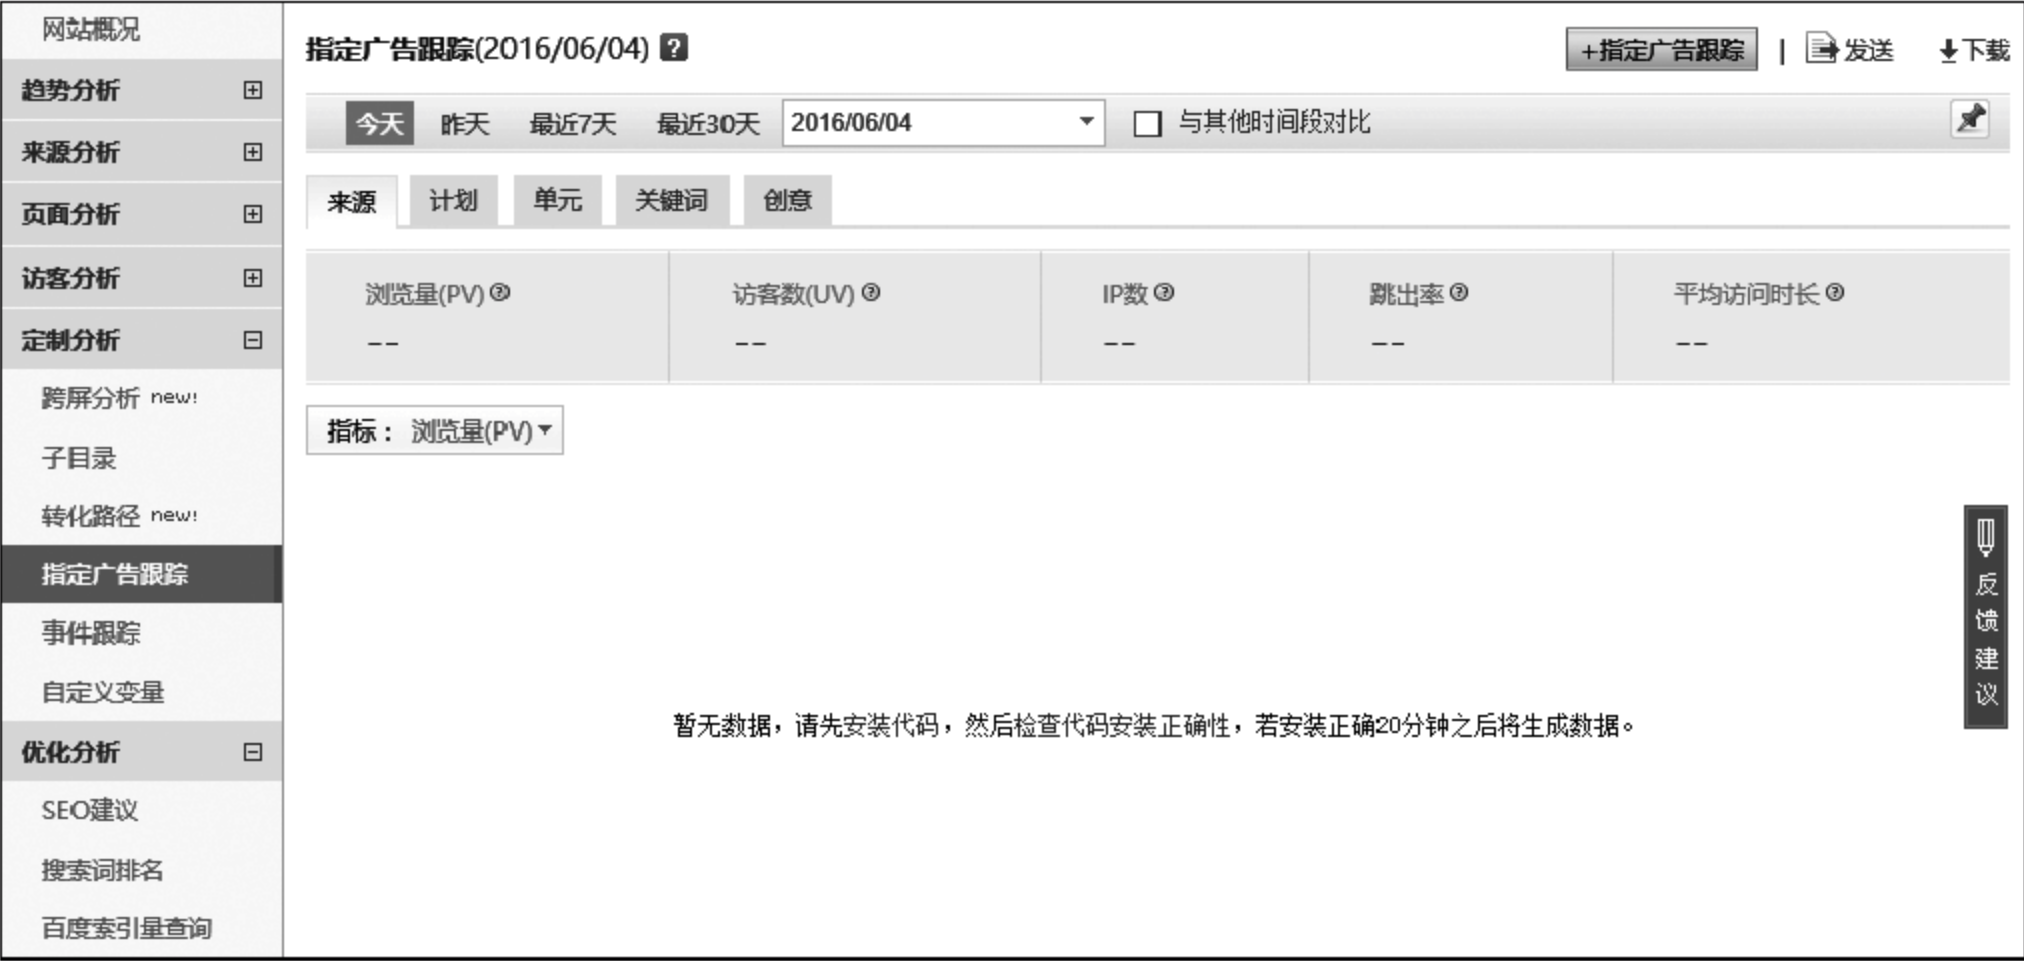 网站概况
趋势分析
来源分析
页面分析
访客分析
定制分析
跨屏分析 new!
子目录
转化路径 new!
指定广告跟踪
事件跟踪
自定义变量
优化分析
SEO建议
搜索词排名
百度索引量查询
指定广告跟踪(2016/06/04) ?
+指定广告跟踪 | 发送 下载
今天 昨天 最近7天 最近30天 2016/06/04 与其他时间段对比
来源 计划 单元 关键词 创意
浏览量(PV) ? 访客数(UV) ? IP数 ? 跳出率 ? 平均访问时长 ?
-- -- -- -- --
指标： 浏览量(PV)
暂无数据，请先安装代码，然后检查代码安装正确性，若安装正确20分钟之后将生成数据。
反馈建议